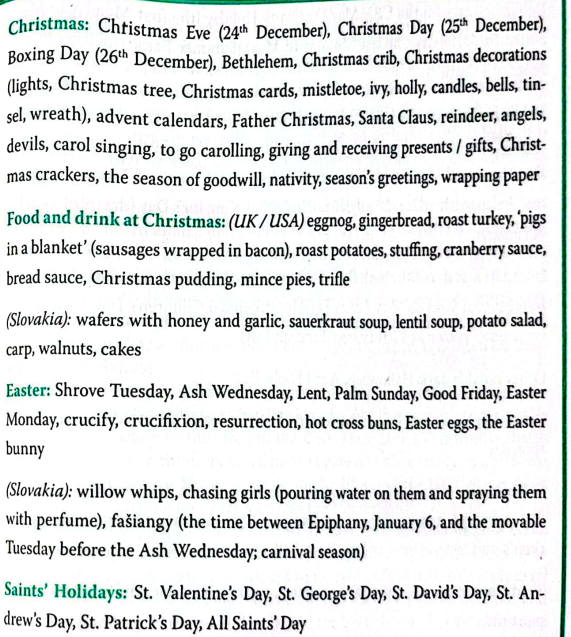 Christmas: Christmas Eve (24th December), Christmas Day (25th December),
Boxing Day (26th December), Bethlehem, Christmas crib, Christmas decorations
(lights, Christmas tree, Christmas cards, mistletoe, ivy, holly, candles, bells, tin-
sel, wreath), advent calendars, Father Christmas, Santa Claus, reindeer, angels,
devils, carol singing, to go carolling, giving and receiving presents / gifts, Christ-
mas crackers, the season of goodwill, nativity, season's greetings, wrapping paper
Food and drink at Christmas: (UK / USA) eggnog, gingerbread, roast turkey, 'pigs
in a blanket' (sausages wrapped in bacon), roast potatoes, stuffing, cranberry sauce,
bread sauce, Christmas pudding, mince pies, trifle
(Slovakia): wafers with honey and garlic, sauerkraut soup, lentil soup, potato salad,
carp, walnuts, cakes
Easter: Shrove Tuesday, Ash Wednesday, Lent, Palm Sunday, Good Friday, Easter
Monday, crucify, crucifixion, resurrection, hot cross buns, Easter eggs, the Easter
bunny
(Slovakia): willow whips, chasing girls (pouring water on them and spraying them
with perfume), fašiangy (the time between Epiphany, January 6, and the movable
Tuesday before the Ash Wednesday; carnival season)
Saints' Holidays: St. Valentine's Day, St. George's Day, St. David's Day, St. An-
drew's Day, St. Patrick's Day, All Saints' Day